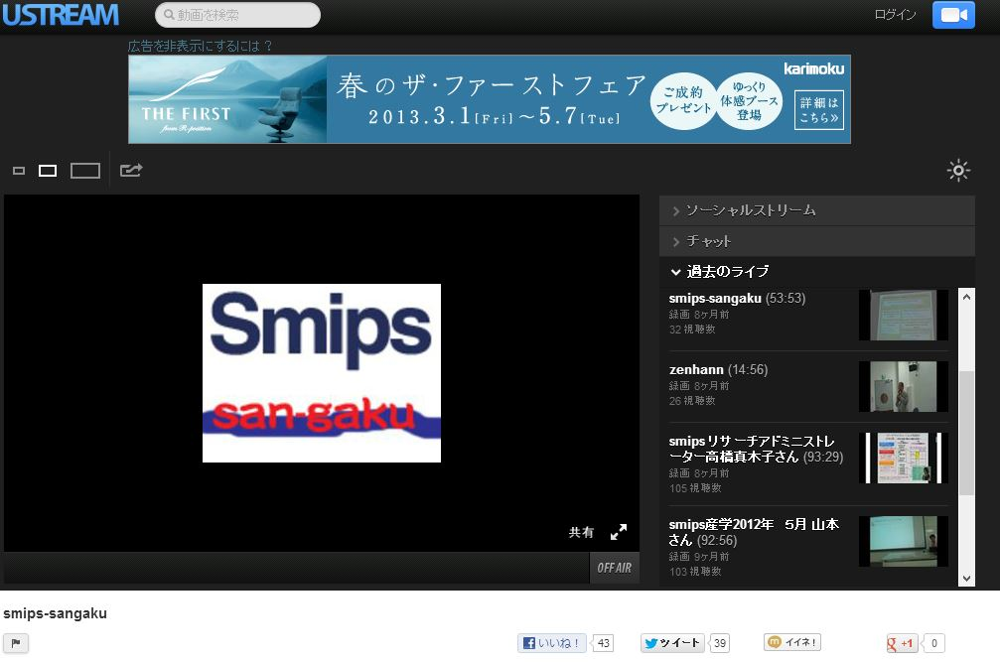 USTREAM
動画を検索
ログイン
広告を非表示にするには ?
THE FIRST
from R-position
春のザ・ファーストフェア
2013.3.1[Fri]～5.7[Tue]
ご成約
プレゼント
ゆっくり
体感ブース
登場
karimoku
詳細は
こちら»
ソーシャルストリーム
チャット
過去のライブ
smips-sangaku (53:53)
録画 8ヶ月前
32 視聴数
zenhann (14:56)
録画 8ヶ月前
26 視聴数
smipsリサーチアドミニストレ
ーター高橋真木子さん (93:29)
録画 8ヶ月前
105 視聴数
smips産学2012年　5月 山本
さん (92:56)
録画 9ヶ月前
103 視聴数
Smips
san-gaku
共有
OFF AIR
smips-sangaku
いいね！ 43
ツイート 39
イイネ！
+1 0